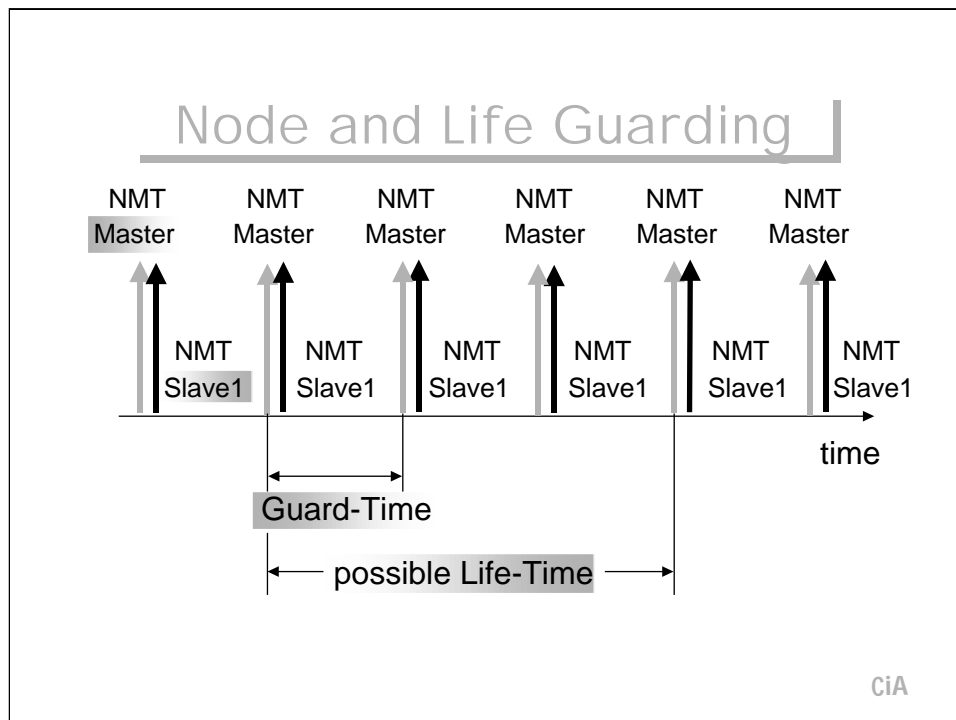 Node and Life Guarding
NMT NMT NMT NMT NMT NMT
Master Master Master Master Master Master
NMT NMT NMT NMT NMT NMT
Slave1 Slave1 Slave1 Slave1 Slave1 Slave1
time
Guard-Time
possible Life-Time
CiA